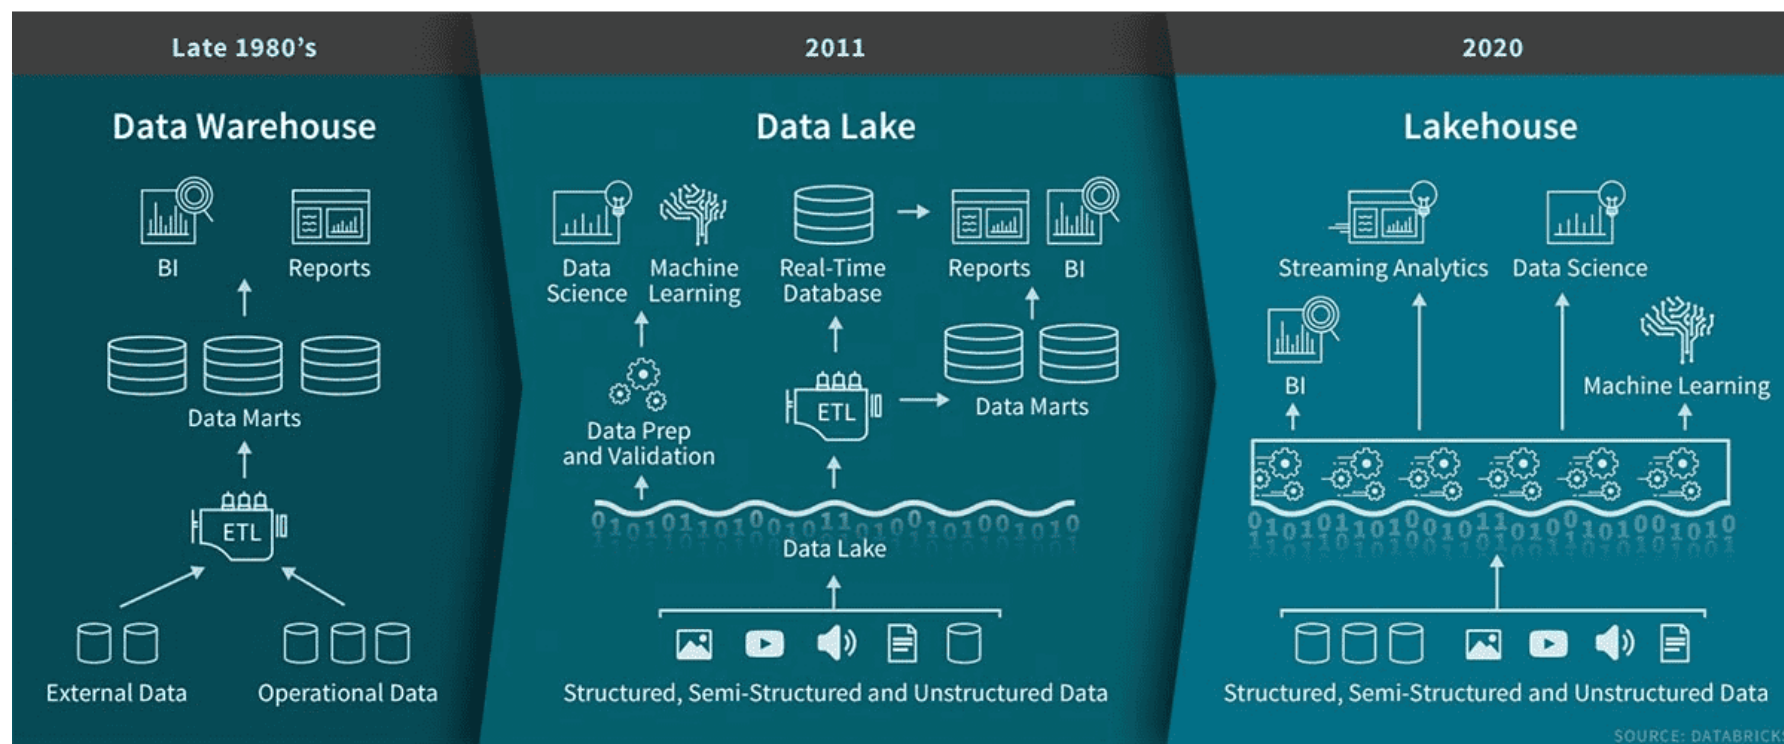 Late 1980's
Data Warehouse
BI
Reports
Data Marts
ETL
External Data
Operational Data
2011
Data Lake
Data
Science
Machine
Learning
Real-Time
Database
Reports
BI
Data Prep
and Validation
ETL
Data Marts
010101101000101101000101001010
Data Lake
Structured, Semi-Structured and Unstructured Data
2020
Lakehouse
Streaming Analytics
Data Science
BI
Machine Learning
Structured, Semi-Structured and Unstructured Data
SOURCE: DATABRICKS